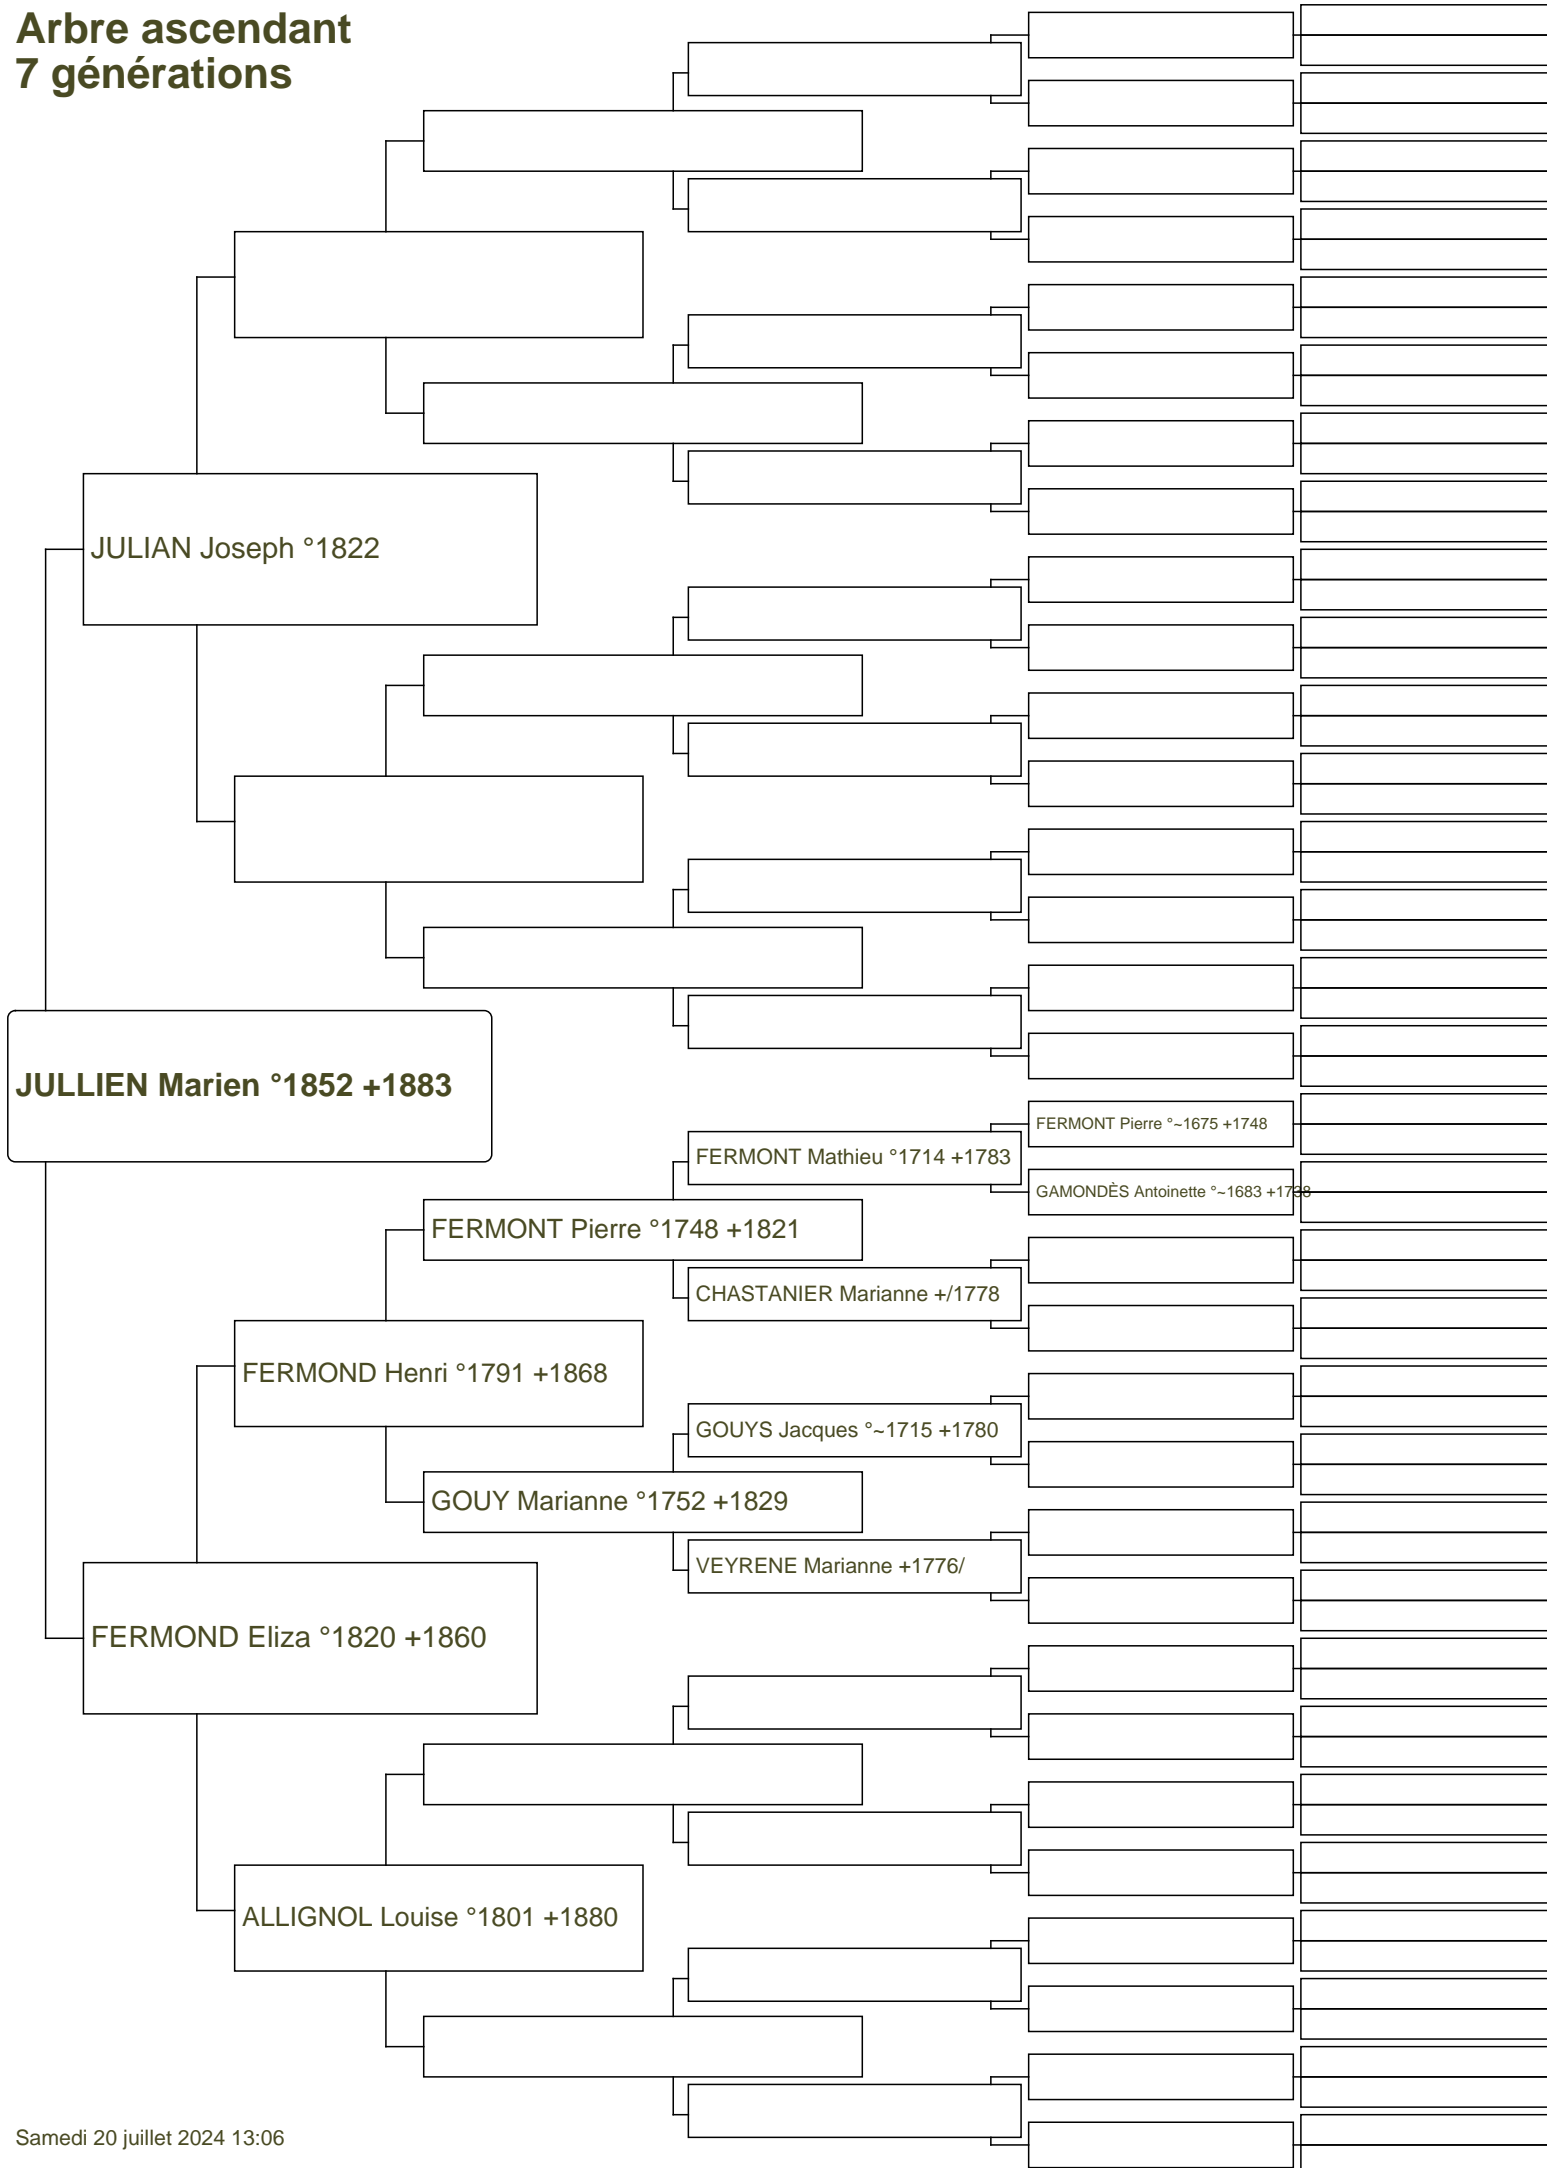 Arbre ascendant
7 générations
JULIAN Joseph °1822
JULLIEN Marien °1852 +1883
FERMONT Pierre °~1675 +1748
FERMONT Mathieu °1714 +1783
GAMONDÈS Antoinette °~1683 +1738
FERMONT Pierre °1748 +1821
CHASTANIER Marianne +/1778
FERMOND Henri °1791 +1868
GOUYS Jacques °~1715 +1780
GOUY Marianne °1752 +1829
VEYRENE Marianne +1776/
FERMOND Eliza °1820 +1860
ALLIGNOL Louise °1801 +1880
Samedi 20 juillet 2024 13:06